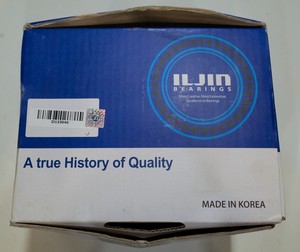 ILJIN
BEARINGS
A true History of Quality
MADE IN KOREA